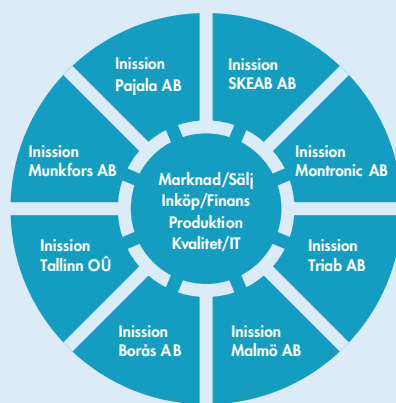 Inission
Pajala AB
Inission
SKEAB AB
Inission
Munkfors AB
Inission
Montronic AB
Marknad/Sälj
Inköp/Finans
Produktion
Kvalitet/IT
Inission
Tallinn OÛ
Inission
Triab AB
Inission
Borås AB
Inission
Malmö AB